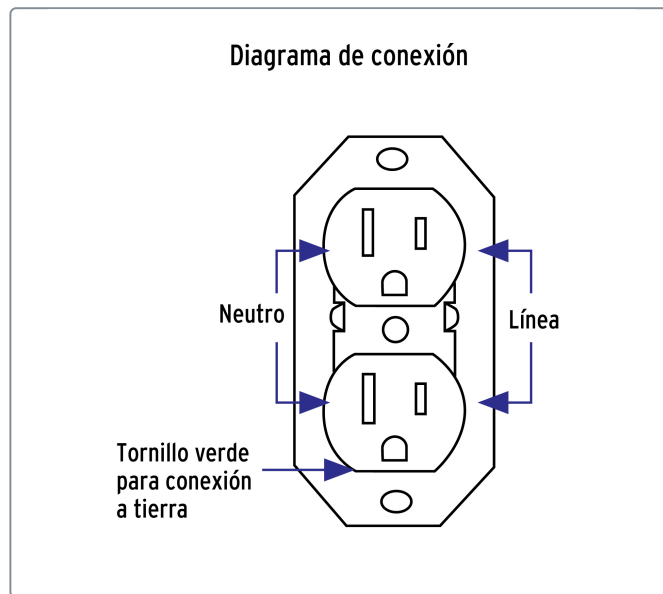 Diagrama de conexión
Neutro
Línea
Tornillo verde
para conexión
a tierra